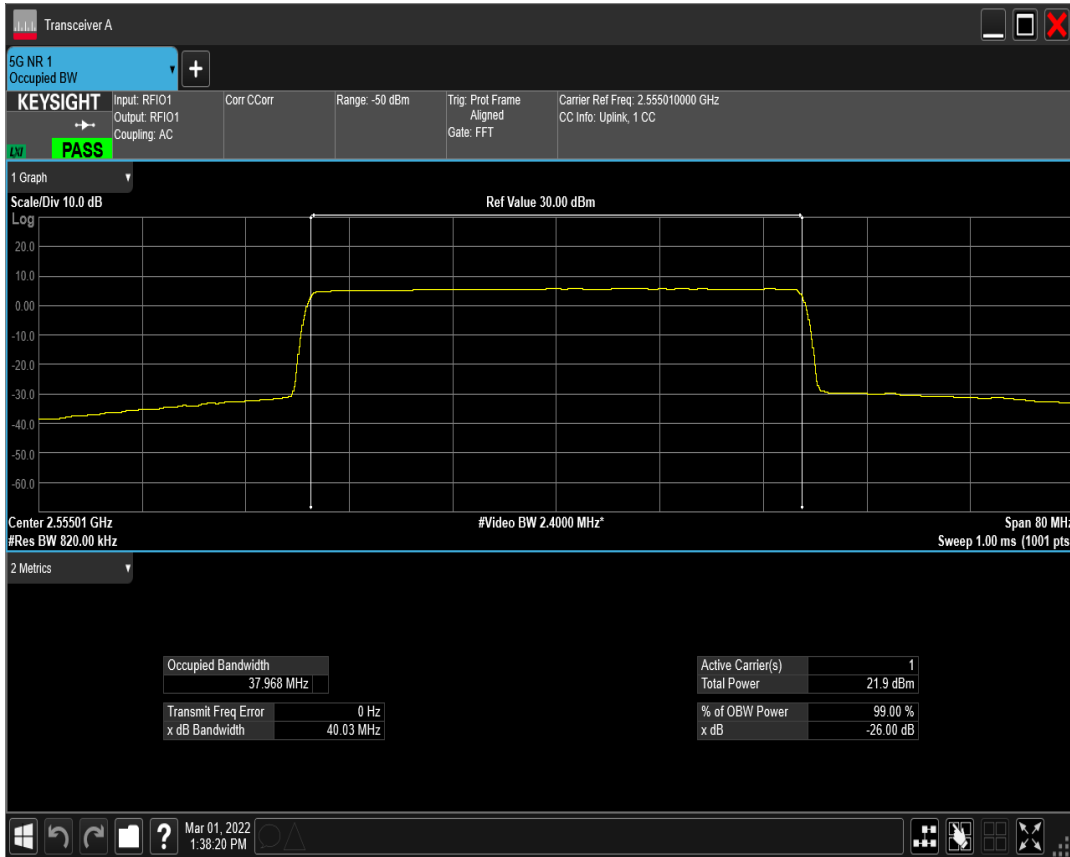 Transceiver A
5G NR 1
Occupied BW
+
KEYSIGHT
LXI
PASS
Input: RFIO1
Output: RFIO1
Coupling: AC
Corr CCorr
Range: -50 dBm
Trig: Prot Frame
Aligned
Gate: FFT
Carrier Ref Freq: 2.555010000 GHz
CC Info: Uplink, 1 CC
1 Graph
Scale/Div 10.0 dB
Ref Value 30.00 dBm
Log
20.0
10.0
0.00
-10.0
-20.0
-30.0
-40.0
-50.0
-60.0
Center 2.55501 GHz
#Video BW 2.4000 MHz*
Span 80 MHz
#Res BW 820.00 kHz
Sweep 1.00 ms (1001 pts
2 Metrics
Occupied Bandwidth
37.968 MHz
Transmit Freq Error 0 Hz
x dB Bandwidth 40.03 MHz
Active Carrier(s) 1
Total Power 21.9 dBm
% of OBW Power 99.00 %
x dB -26.00 dB
?
Mar 01, 2022
1:38:20 PM